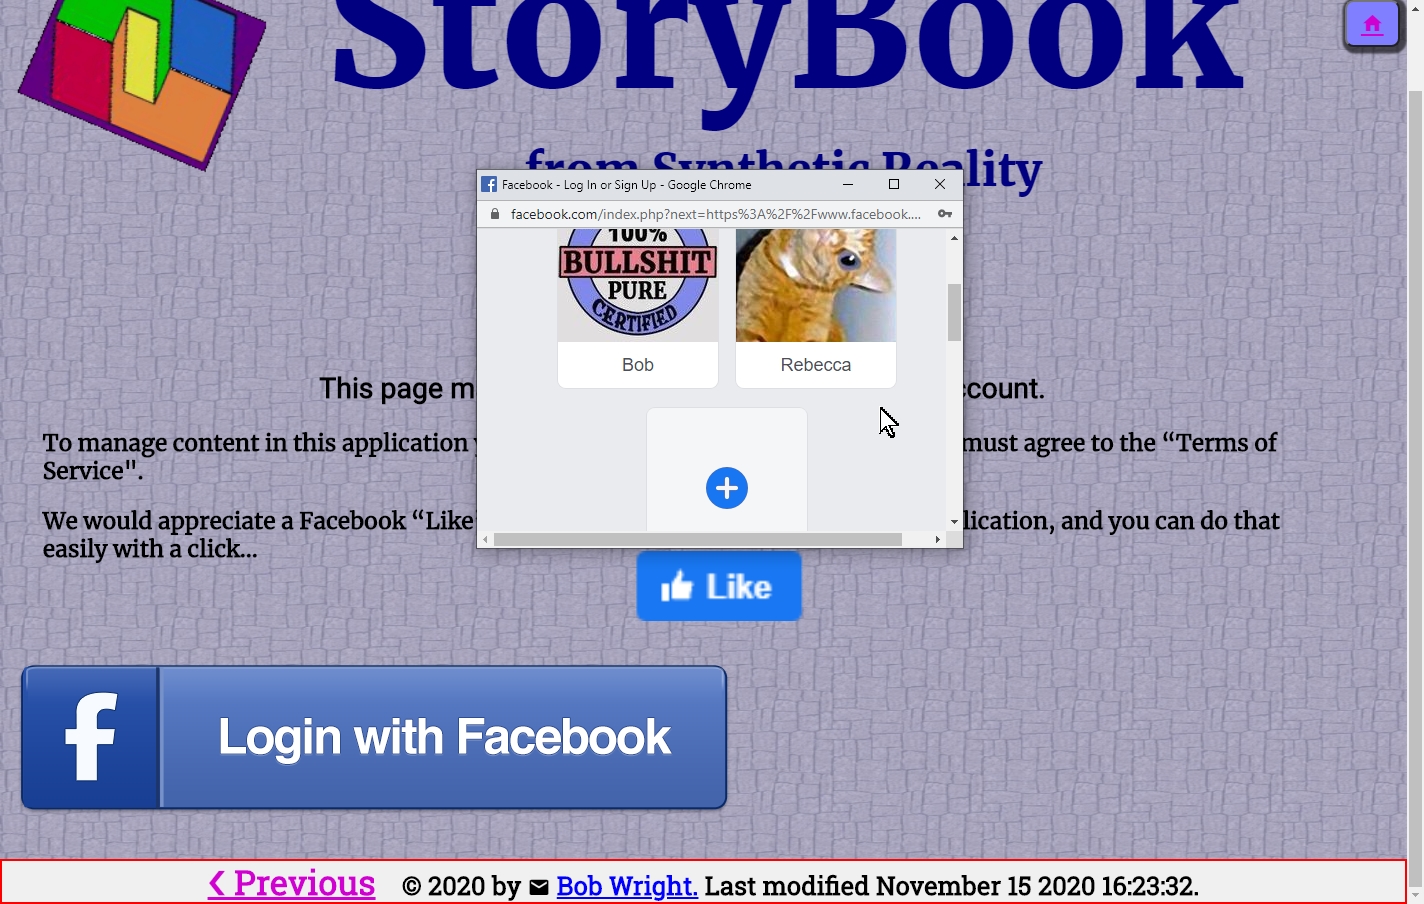 StoryBook
from Synthetic Reality
Facebook - Log In or Sign Up - Google Chrome
facebook.com/index.php?next=https%3A%2F%2Fwww.facebook....
100%
BULLSHIT
PURE
CERTIFIED
Bob
Rebecca
This page m
ccount.
To manage content in this application
must agree to the “Terms of
Service".
We would appreciate a Facebook “Like
lication, and you can do that
easily with a click...
Like
f
Login with Facebook
‹ Previous © 2020 by Bob Wright. Last modified November 15 2020 16:23:32.